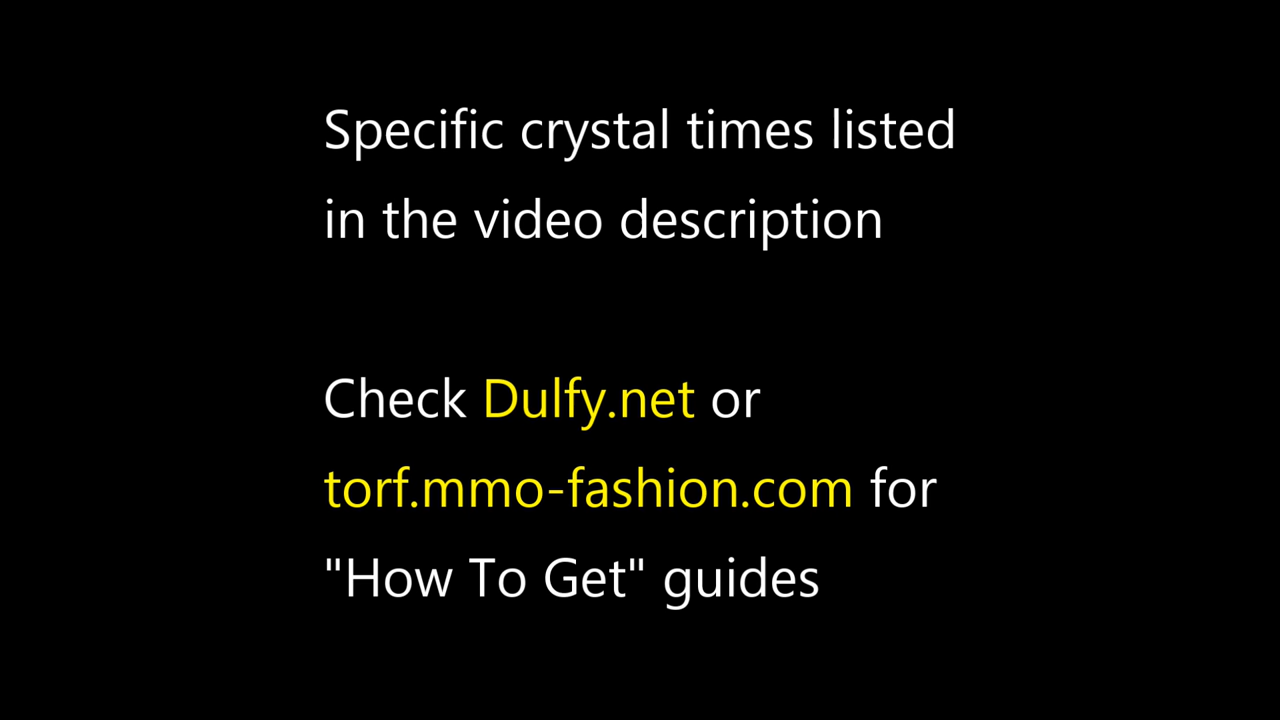 Specific crystal times listed
in the video description
Check Dulfy.net or
torf.mmo-fashion.com for
"How To Get" guides